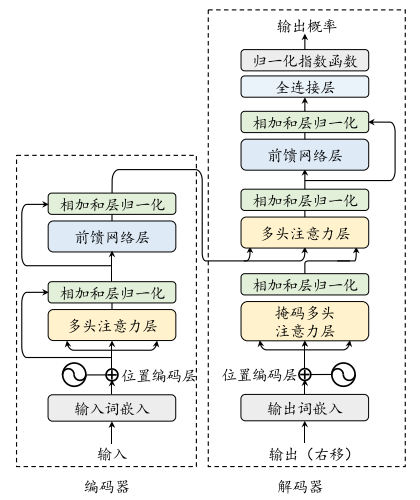 输出概率
归一化指数函数
全连接层
相加和层归一化
前馈网络层
相加和层归一化
多头注意力层
相加和层归一化
掩码多头
注意力层
位置编码层
输出词嵌入
输出（右移）
解码器
相加和层归一化
前馈网络层
相加和层归一化
多头注意力层
位置编码层
输入词嵌入
输入
编码器